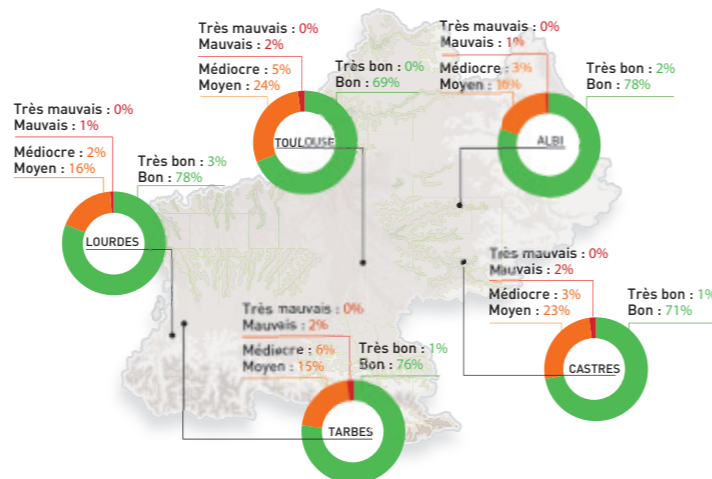 Très mauvais : 0%
Mauvais : 2%
Médiocre : 5%
Moyen : 24%
Très bon : 0%
Bon : 69%
TOULOUSE
Très mauvais : 0%
Mauvais : 1%
Médiocre : 3%
Moyen : 16%
Très bon : 2%
Bon : 78%
ALBI
Très mauvais : 0%
Mauvais : 1%
Médiocre : 2%
Moyen : 16%
Très bon : 3%
Bon : 78%
LOURDES
Très mauvais : 0%
Mauvais : 2%
Médiocre : 3%
Moyen : 23%
Très bon : 1%
Bon : 71%
CASTRES
Très mauvais : 0%
Mauvais : 2%
Médiocre : 6%
Moyen : 15%
Très bon : 1%
Bon : 76%
TARBES